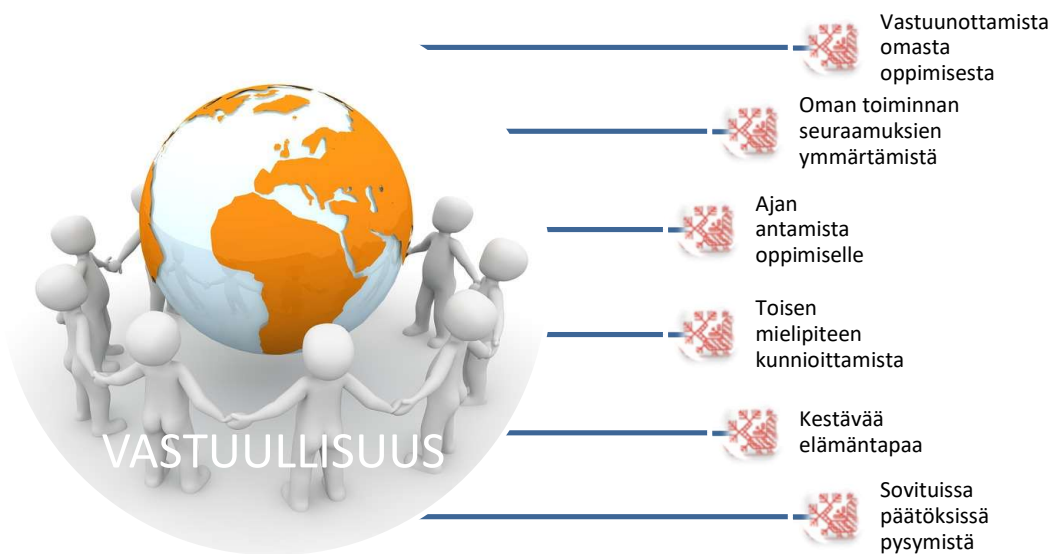 Vastuunottamista
omasta
oppimisesta
Oman toiminnan
seuraamuksien
ymmärtämistä
Ajan
antamista
oppimiselle
Toisen
mielipiteen
kunnioittamista
VASTUULLISUUS
Kestävää
elämäntapaa
Sovituissa
päätöksissä
pysymistä